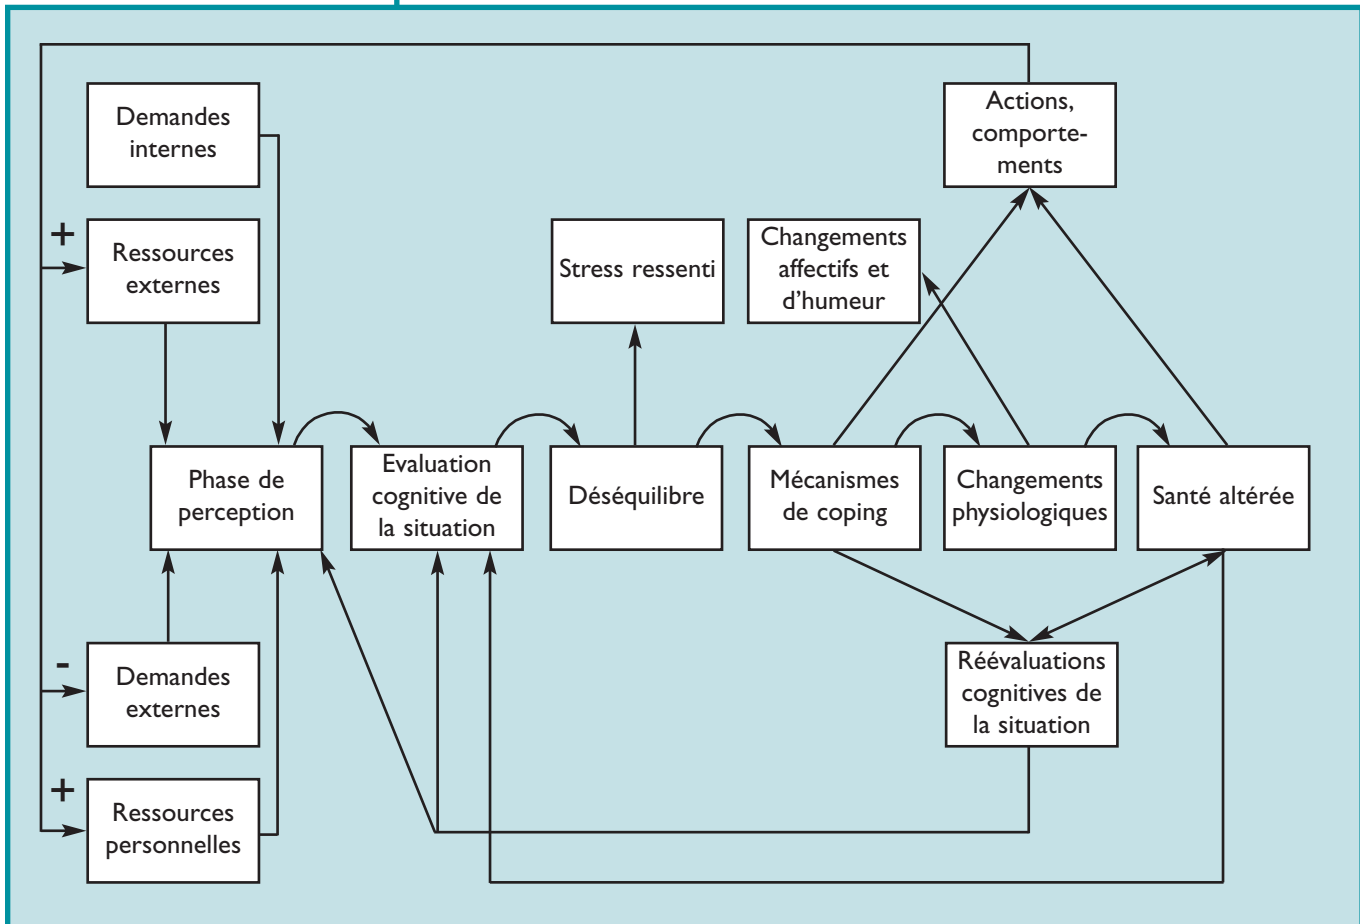 Demandes
internes
+
Ressources
externes
Actions,
comporte-
ments
Stress ressenti
Changements
affectifs et
d'humeur
Phase de
perception
Evaluation
cognitive de
la situation
Déséquilibre
Mécanismes
de coping
Changements
physiologiques
Santé altérée
-
Demandes
externes
Réévaluations
cognitives de
la situation
+
Ressources
personnelles